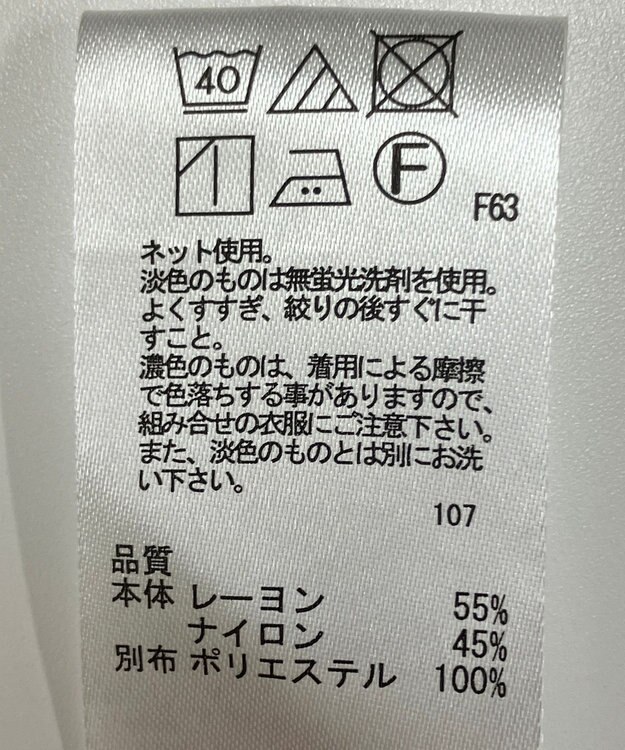 40
F
F63
ネット使用。
淡色のものは無蛍光洗剤を使用。
よくすすぎ、絞りの後すぐに干
すこと。
濃色のものは、着用による摩擦
で色落ちする事がありますので、
組み合せの衣服にご注意下さい。
また、淡色のものとは別にお洗
い下さい。
107
品質
本体 レーヨン 55%
ナイロン 45%
別布 ポリエステル 100%